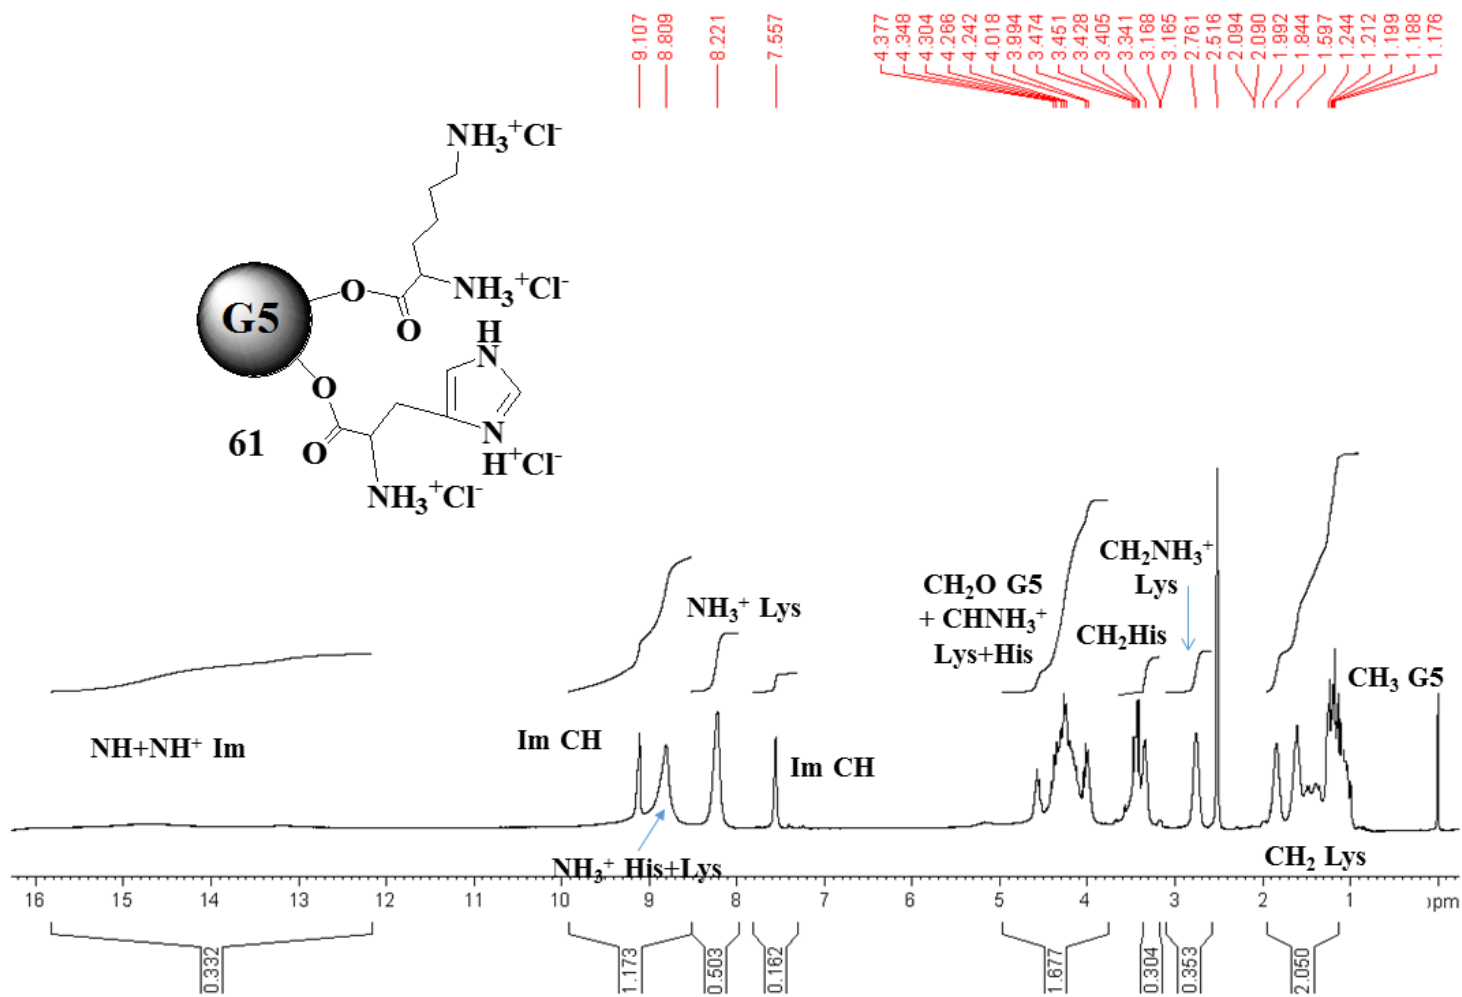 9.107
8.809
8.221
7.557
4.377
4.348
4.304
4.266
4.242
4.018
3.994
3.474
3.451
3.428
3.405
3.341
3.168
3.165
2.761
2.516
2.094
2.090
1.992
1.844
1.597
1.244
1.212
1.199
1.188
1.176
NH₃⁺Cl⁻
G5
O
O
NH₃⁺Cl⁻
H
N
O
O
N
H⁺Cl⁻
61
NH₃⁺Cl⁻
NH+NH⁺ Im
Im CH
NH₃⁺ His+Lys
NH₃⁺ Lys
Im CH
CH₂O G5
+ CHNH₃⁺
Lys+His
CH₂His
CH₂NH₃⁺
Lys
CH₃ G5
CH₂ Lys
16 15 14 13 12 11 10 9 8 7 6 5 4 3 2 1 ppm
0.332
1.173
0.503
0.162
1.677
0.304
0.353
2.050